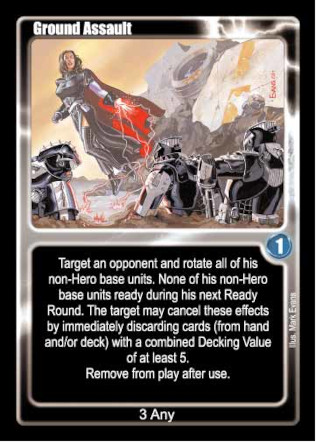 Ground Assault
Evans
1
Target an opponent and rotate all of his
non-Hero base units. None of his non-Hero
base units ready during his next Ready
Round. The target may cancel these effects
by immediately discarding cards (from hand
and/or deck) with a combined Decking Value
of at least 5.
Remove from play after use.
Illus. Mark Evans
3 Any